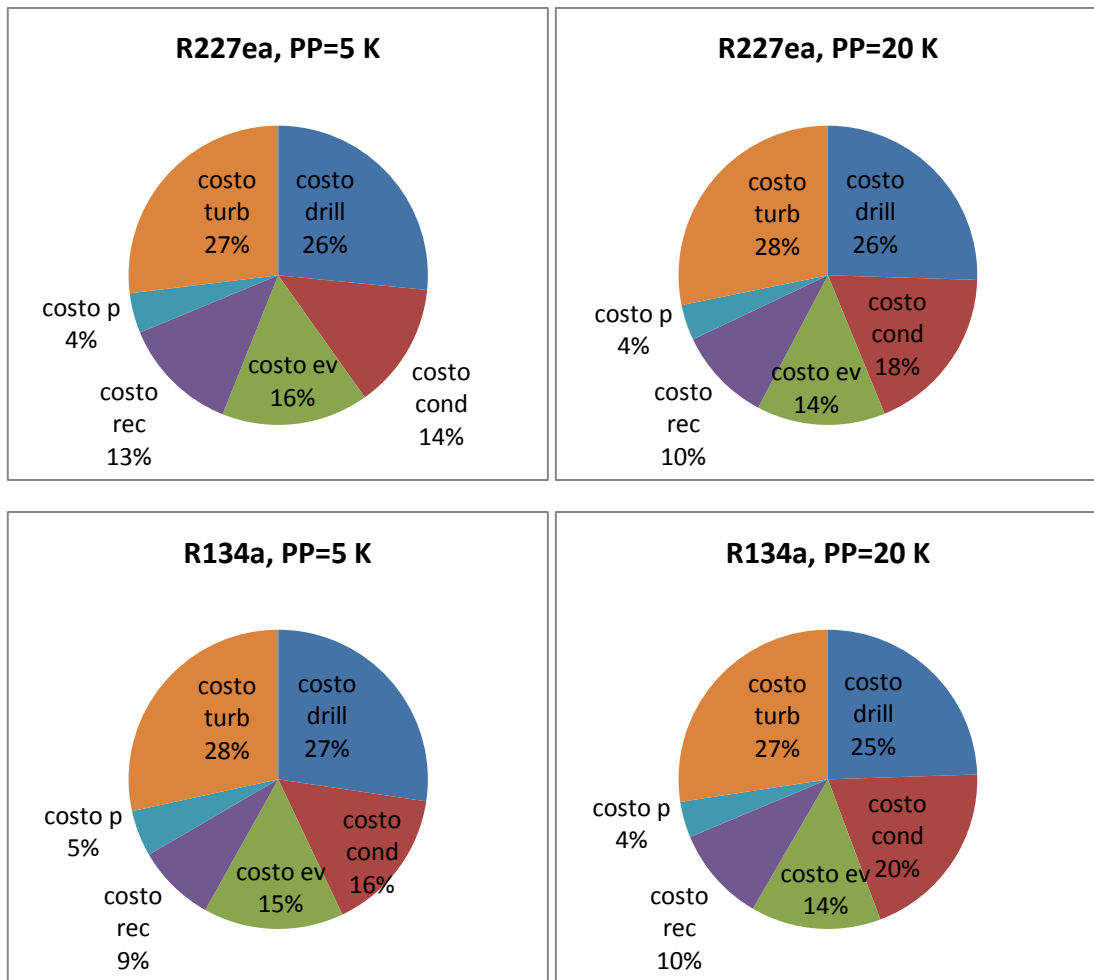 R227ea, PP=5 K
costo
turb
27%
costo
drill
26%
costo p
4%
costo ev
16%
costo
cond
14%
costo
rec
13%
R227ea, PP=20 K
costo
turb
28%
costo
drill
26%
costo p
4%
costo
cond
18%
costo ev
14%
costo
rec
10%
R134a, PP=5 K
costo
turb
28%
costo
drill
27%
costo p
5%
costo
cond
16%
costo ev
15%
costo
rec
9%
R134a, PP=20 K
costo
turb
27%
costo
drill
25%
costo p
4%
costo
cond
20%
costo ev
14%
costo
rec
10%